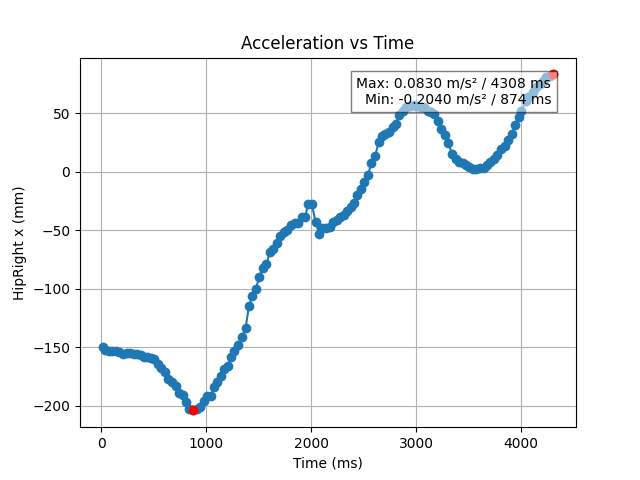 Acceleration vs Time
Max: 0.0830 m/s² / 4308 ms
Min: -0.2040 m/s² / 874 ms
HipRight x (mm)
50
0
−50
−100
−150
−200
0
1000
2000
3000
4000
Time (ms)